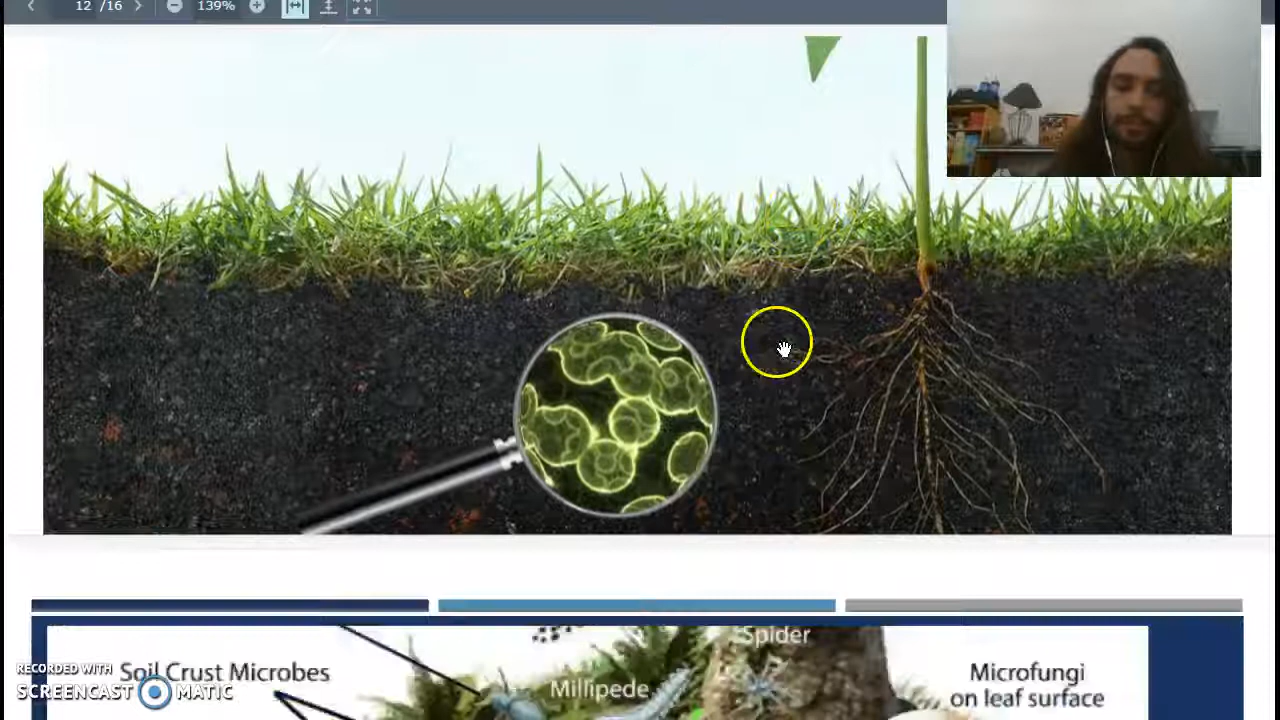 12 /16
139%
Spider
Soil Crust Microbes
Millipede
Microfungi
on leaf surface
RECORDED WITH
SCREENCAST MATIC